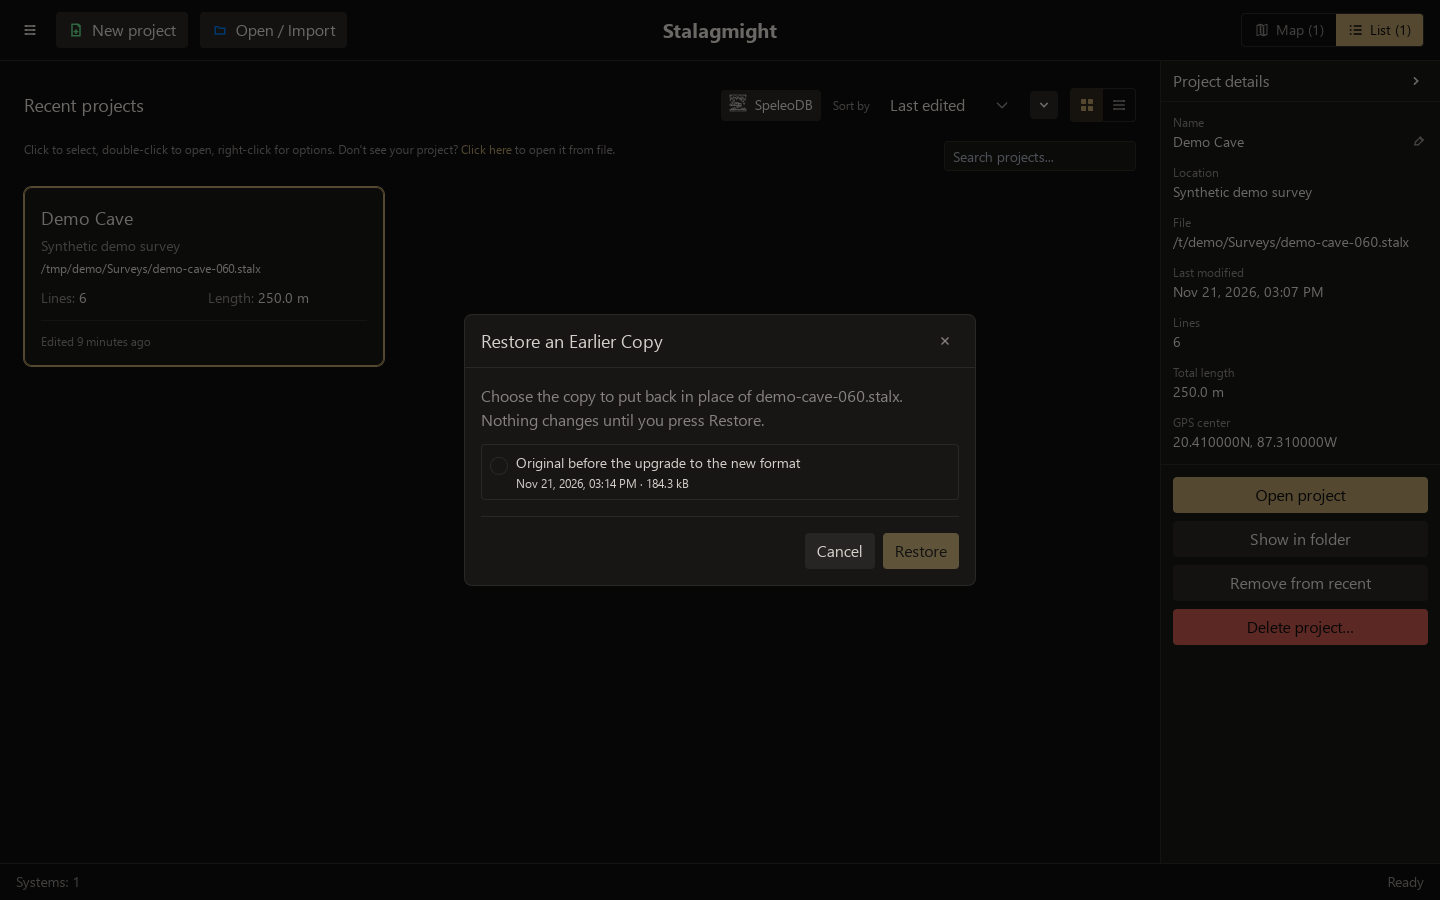 New project
Open / Import
Stalagmight
Map (1)
List (1)
Recent projects
SpeleoDB
Sort by
Last edited
Click to select, double-click to open, right-click for options. Don't see your project? Click here to open it from file.
Search projects...
Demo Cave
Synthetic demo survey
/tmp/demo/Surveys/demo-cave-060.stalx
Lines: 6
Length: 250.0 m
Edited 9 minutes ago
Restore an Earlier Copy
Choose the copy to put back in place of demo-cave-060.stalx.
Nothing changes until you press Restore.
Original before the upgrade to the new format
Nov 21, 2026, 03:14 PM · 184.3 kB
Cancel
Restore
Project details
Name
Demo Cave
Location
Synthetic demo survey
File
/t/demo/Surveys/demo-cave-060.stalx
Last modified
Nov 21, 2026, 03:07 PM
Lines
6
Total length
250.0 m
GPS center
20.410000N, 87.310000W
Open project
Show in folder
Remove from recent
Delete project...
Systems: 1
Ready